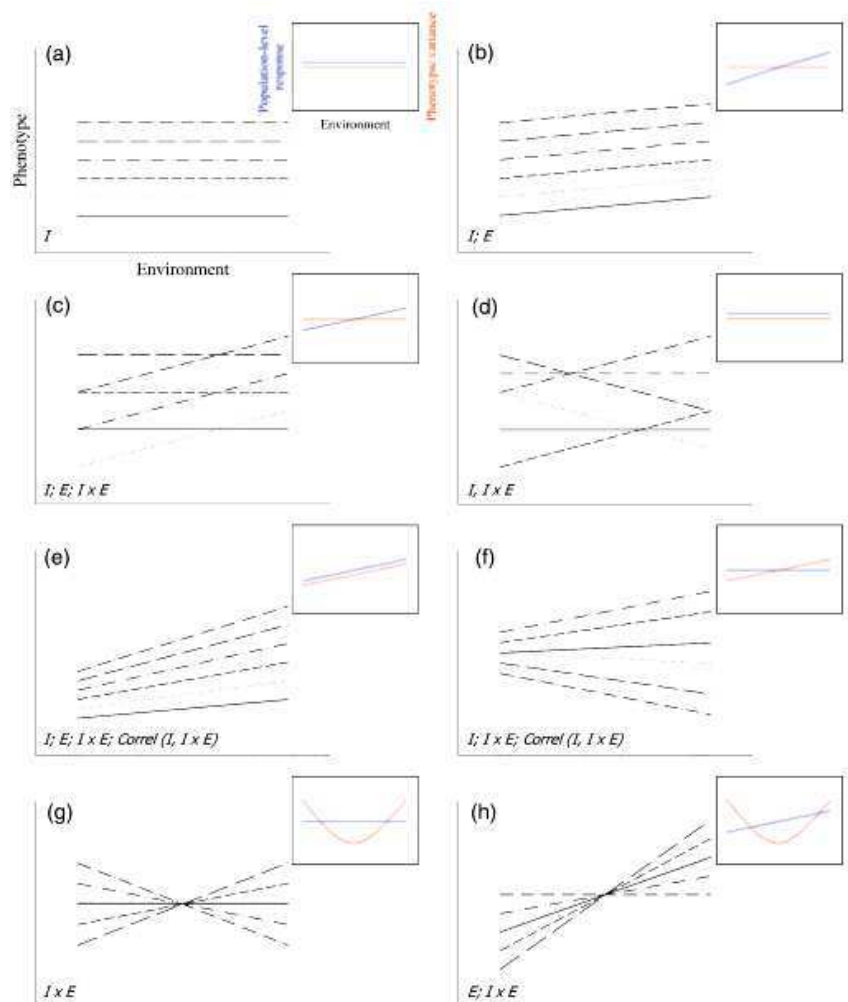 (a)
Population-level
response
Phenotypic variance
Environment
Phenotype
I
Environment
(b)
I; E
(c)
I; E; I x E
(d)
I, I x E
(e)
I; E; I x E; Correl (I, I x E)
(f)
I; I x E; Correl (I, I x E)
(g)
I x E
(h)
E; I x E